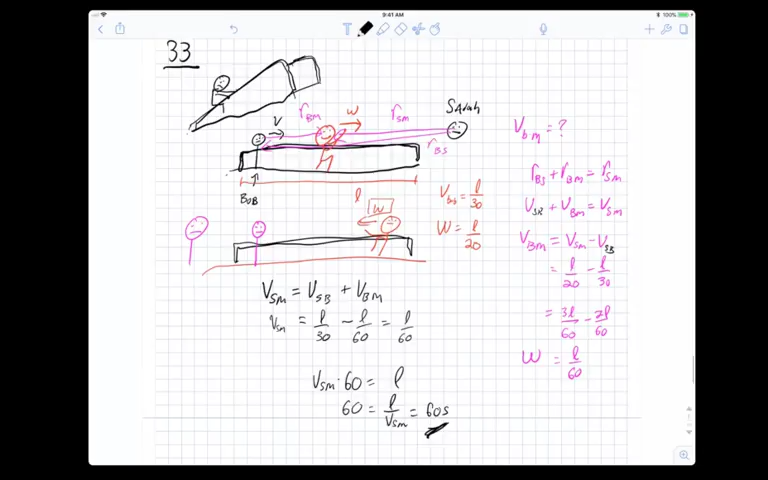 9:41 AM
100%
33
V
r_BM
W
r_SM
SArah
r_BS
BoB
l
W
V_bs = l/30
W = l/20
V_bm = ?
r_BS + r_BM = r_SM
V_SB + V_BM = V_SM
V_BM = V_SM - V_SB
= l/20 - l/30
= 3l/60 - 2l/60
W = l/60
V_SM = V_SB + V_BM
V_SM = l/30 - l/60 = l/60
V_SM · 60 = l
60 = l/V_SM = 60s